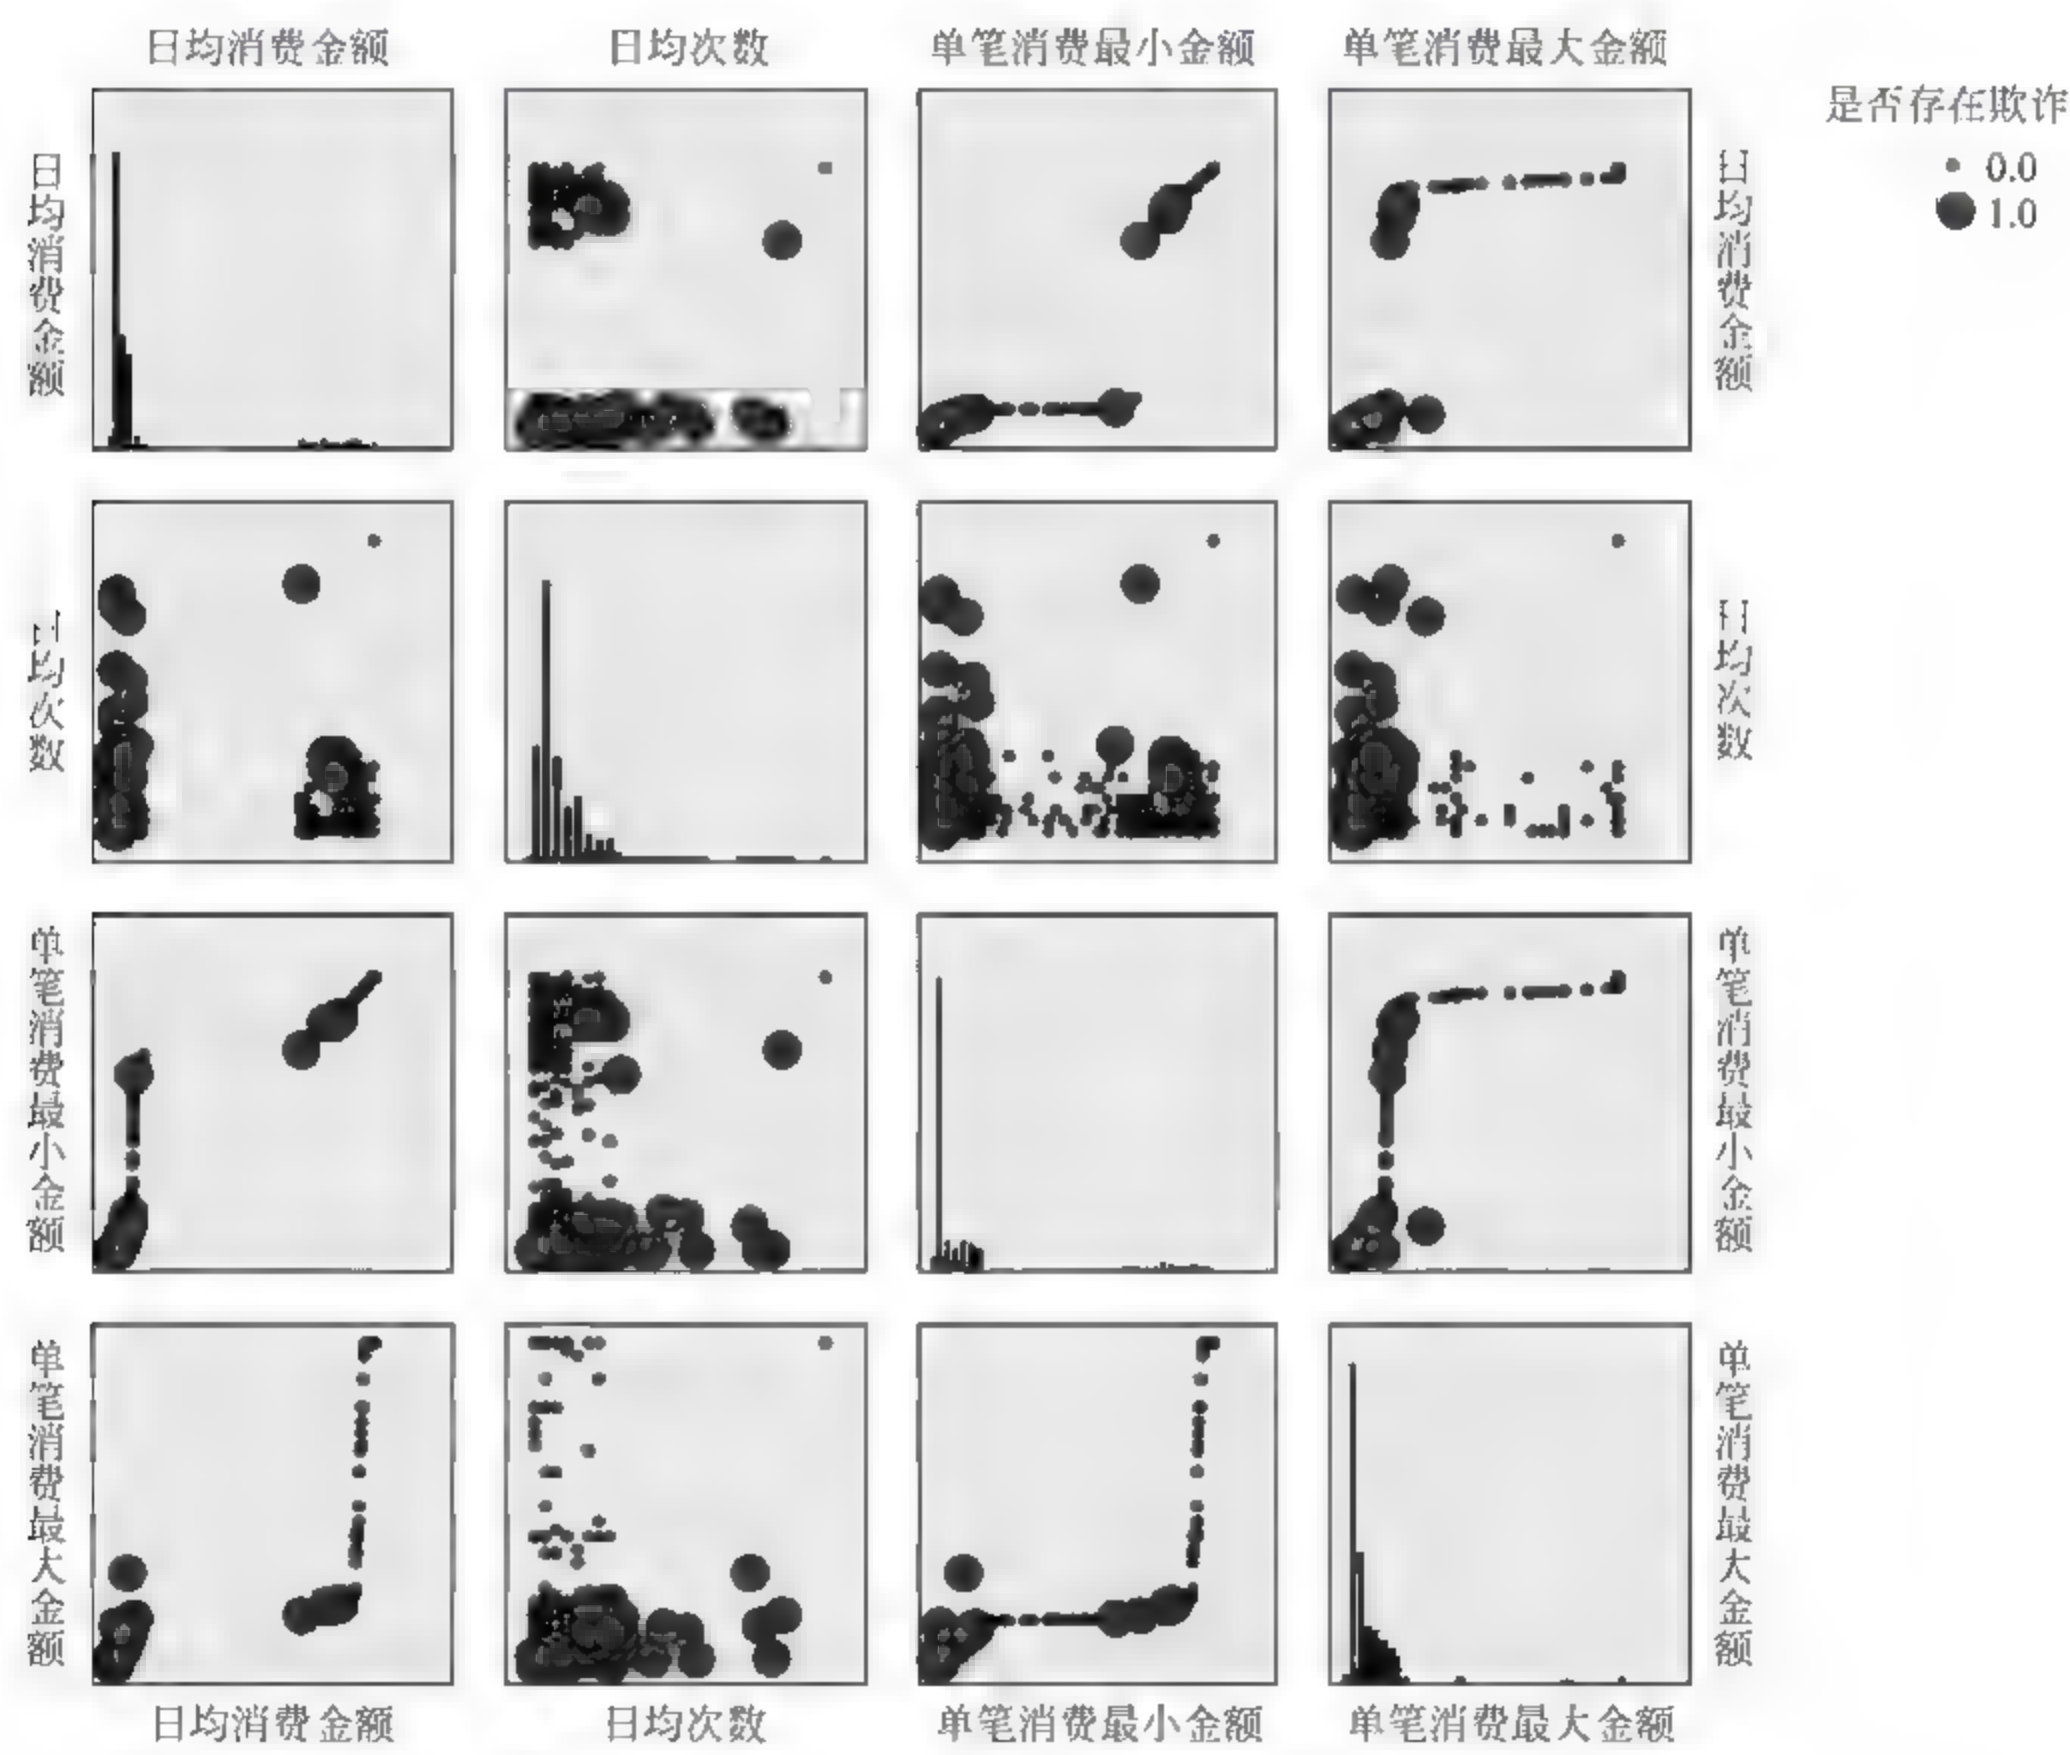 日均消费金额 日均次数 单笔消费最小金额 单笔消费最大金额
是否存在欺诈
0.0
1.0
日均消费金额
日均消费金额
日均次数
日均次数
单笔消费最小金额
单笔消费最小金额
单笔消费最大金额
单笔消费最大金额
日均消费金额 日均次数 单笔消费最小金额 单笔消费最大金额